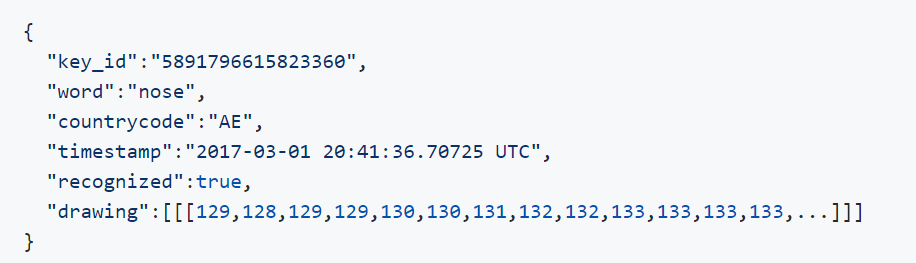 {
"key_id":"5891796615823360",
"word":"nose",
"countrycode":"AE",
"timestamp":"2017-03-01 20:41:36.70725 UTC",
"recognized":true,
"drawing":[[[129,128,129,129,130,130,131,132,132,133,133,133,133,...]]]
}